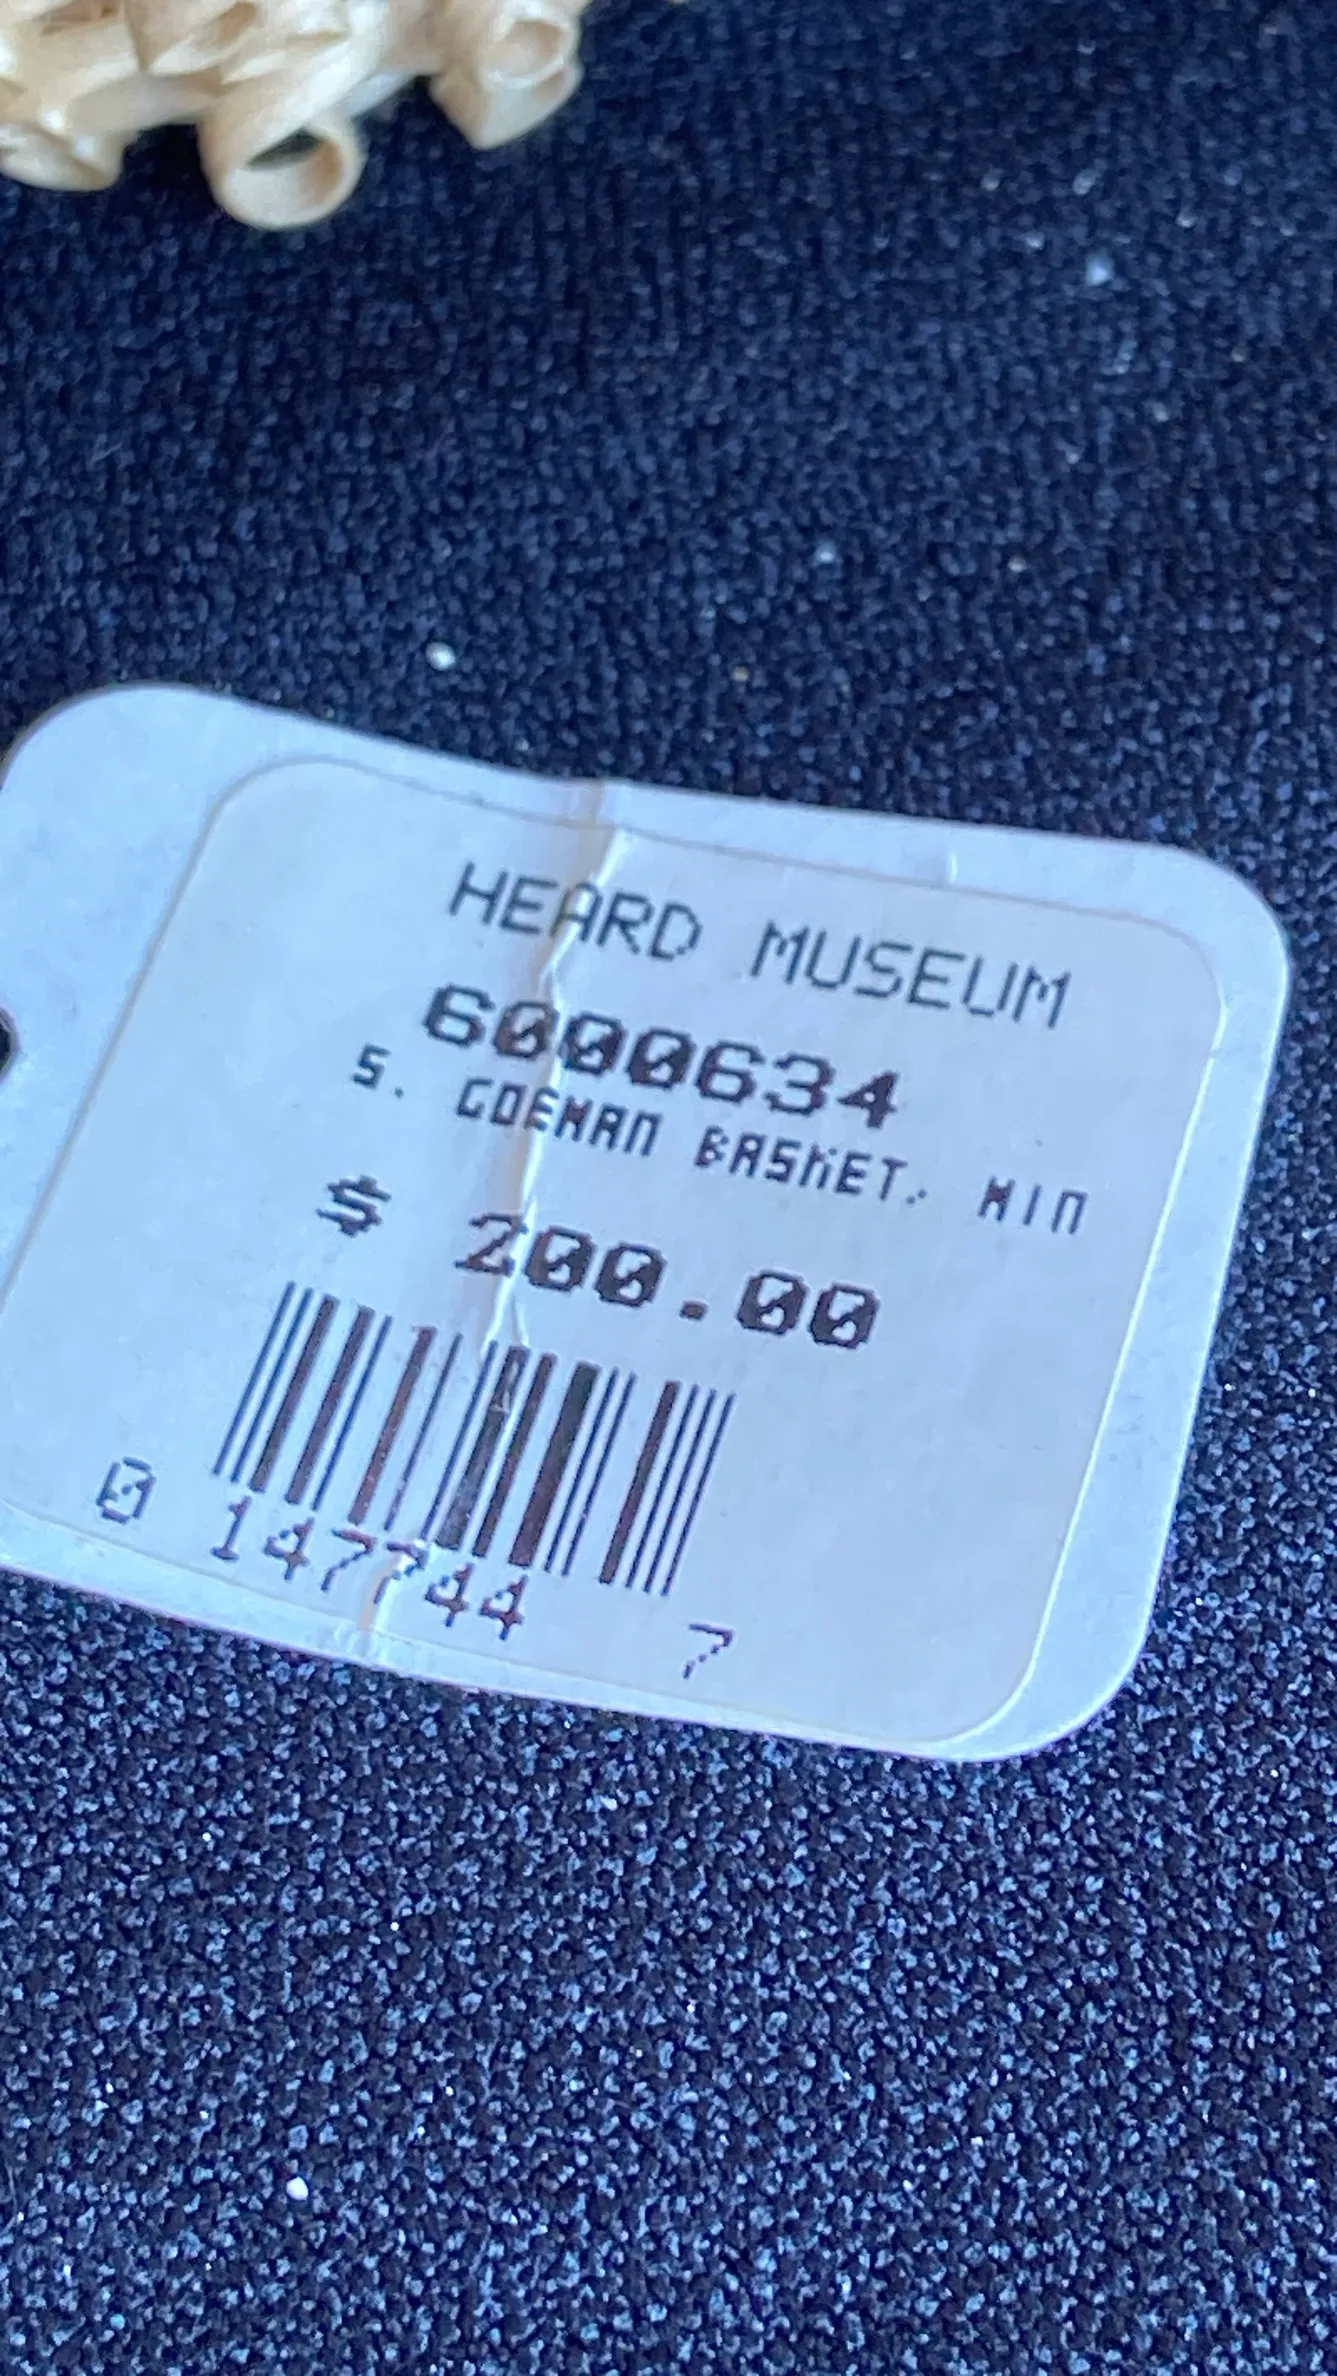 HEARD MUSEUM
6000634
S. GOEMAN BASKET, MIN
$ 200.00
0 147744 7